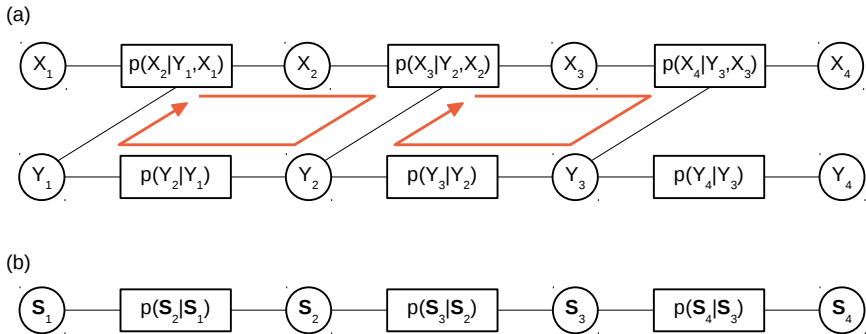 (a)
X₁ p(X₂|Y₁,X₁) X₂ p(X₃|Y₂,X₂) X₃ p(X₄|Y₃,X₃) X₄
Y₁ p(Y₂|Y₁) Y₂ p(Y₃|Y₂) Y₃ p(Y₄|Y₃) Y₄
(b)
S₁ p(S₂|S₁) S₂ p(S₃|S₂) S₃ p(S₄|S₃) S₄